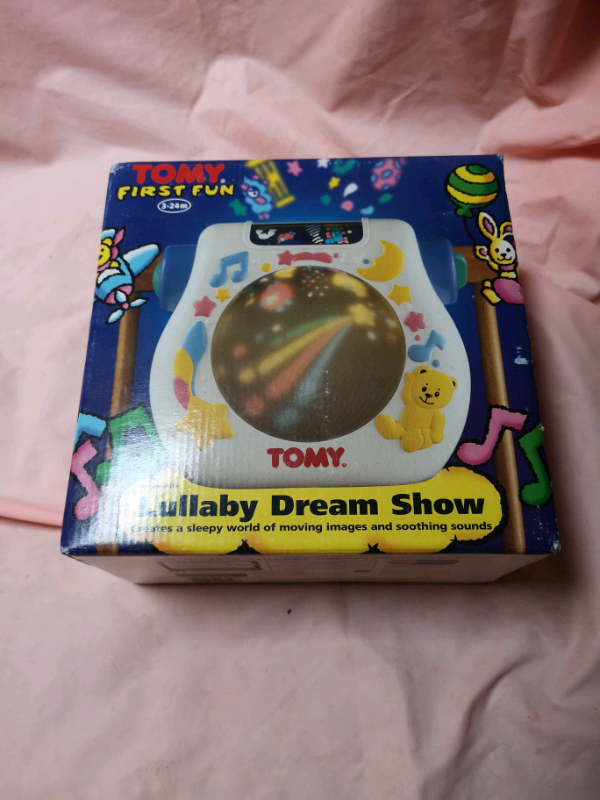 TOMY
FIRST FUN
3-24m
TOMY
Lullaby Dream Show
Creates a sleepy world of moving images and soothing sounds